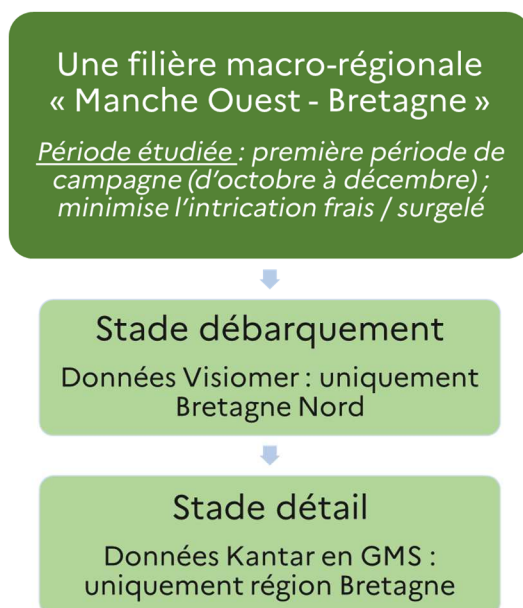 Une filière macro-régionale
« Manche Ouest - Bretagne »
Période étudiée : première période de
campagne (d’octobre à décembre) ;
minimise l’intrication frais / surgelé
Stade débarquement
Données Visiomer : uniquement
Bretagne Nord
Stade détail
Données Kantar en GMS :
uniquement région Bretagne